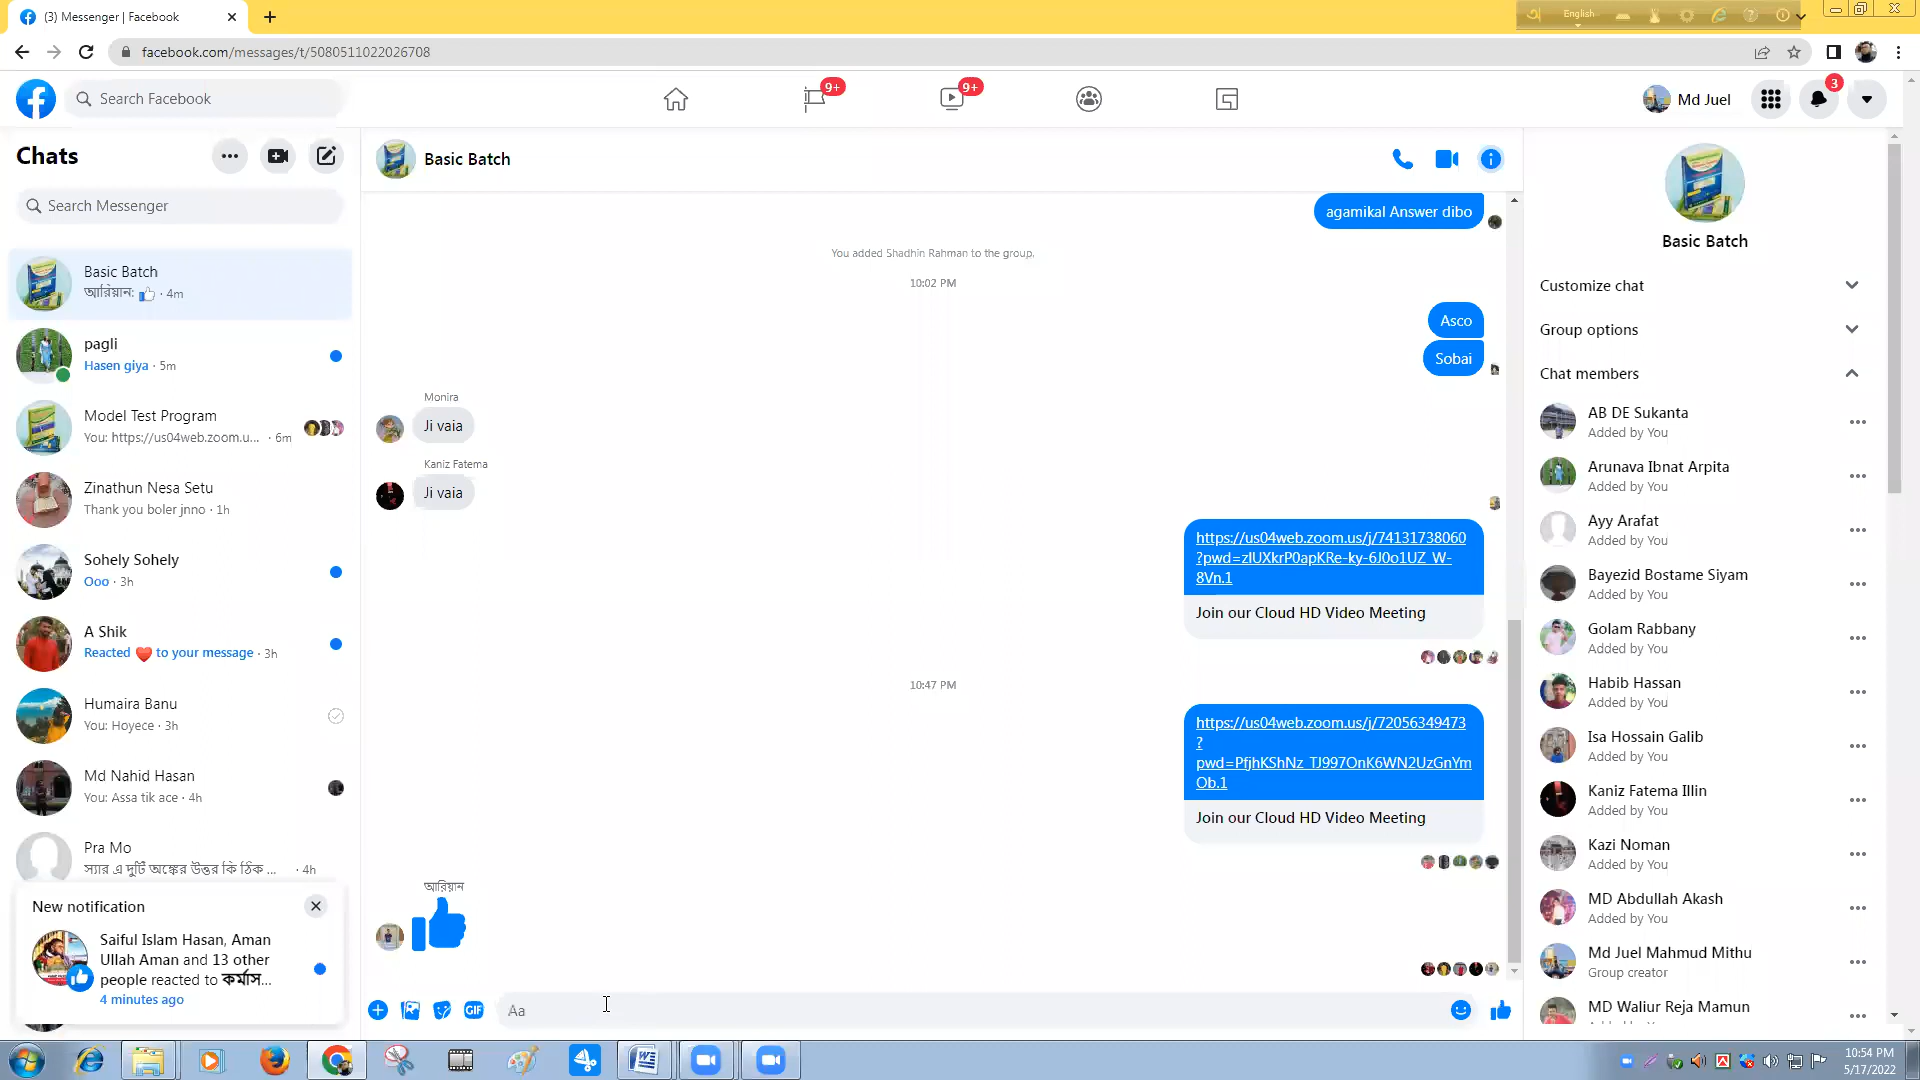 (3) Messenger | Facebook
English
facebook.com/messages/t/5080511022026708
Search Facebook
9+
9+
Md Juel
3
Chats
Search Messenger
Basic Batch
আরিয়ান: · 4m
pagli
Hasen giya · 5m
Model Test Program
You: https://us04web.zoom.u... · 6m
Zinathun Nesa Setu
Thank you boler jnno · 1h
Sohely Sohely
Ooo · 3h
A Shik
Reacted ❤ to your message · 3h
Humaira Banu
You: Hoyece · 3h
Md Nahid Hasan
You: Assa tik ace · 4h
Pra Mo
স্যার এ দুটি অঙ্কের উত্তর কি ঠিক ... · 4h
New notification
Saiful Islam Hasan, Aman
Ullah Aman and 13 other
people reacted to কর্মাস...
4 minutes ago
Basic Batch
agamikal Answer dibo
You added Shadhin Rahman to the group.
10:02 PM
Asco
Sobai
Monira
Ji vaia
Kaniz Fatema
Ji vaia
https://us04web.zoom.us/j/74131738060
?pwd=zlUXkrP0apKRe-ky-6J0o1UZ_W-
8Vn.1
Join our Cloud HD Video Meeting
10:47 PM
https://us04web.zoom.us/j/72056349473
?
pwd=PfjhKShNz_TJ997OnK6WN2UzGnYm
Ob.1
Join our Cloud HD Video Meeting
আরিয়ান
GIF
Aa
Basic Batch
Customize chat
Group options
Chat members
AB DE Sukanta
Added by You
Arunava Ibnat Arpita
Added by You
Ayy Arafat
Added by You
Bayezid Bostame Siyam
Added by You
Golam Rabbany
Added by You
Habib Hassan
Added by You
Isa Hossain Galib
Added by You
Kaniz Fatema Illin
Added by You
Kazi Noman
Added by You
MD Abdullah Akash
Added by You
Md Juel Mahmud Mithu
Group creator
MD Waliur Reja Mamun
10:54 PM
5/17/2022